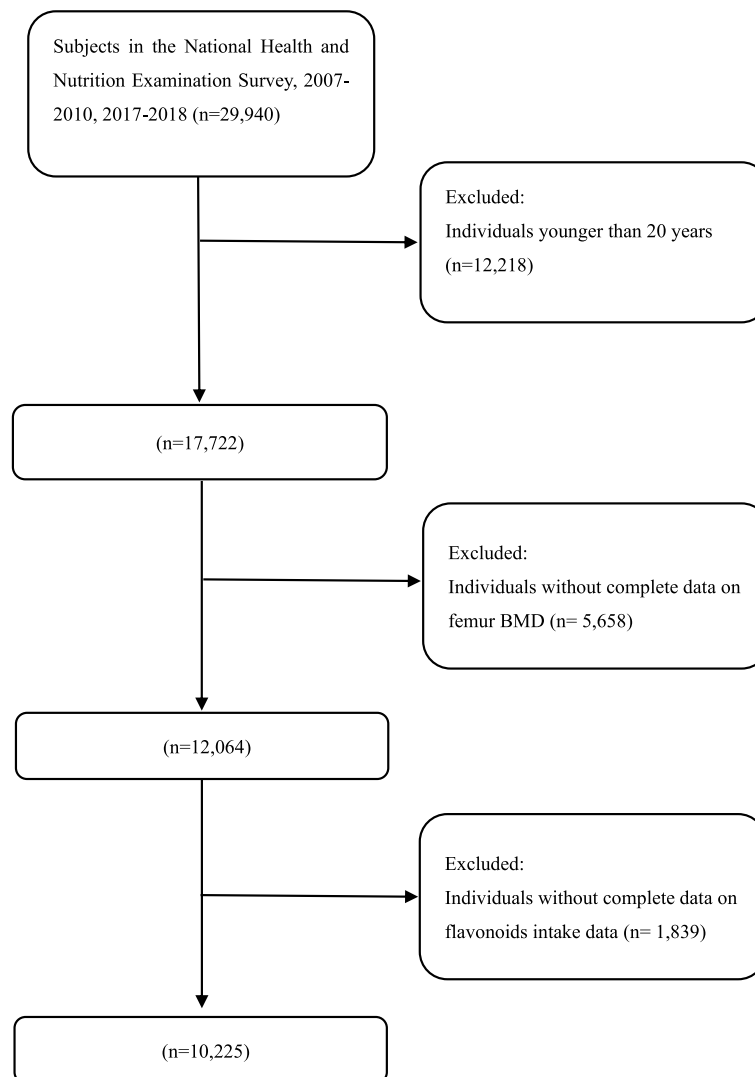 Subjects in the National Health and
Nutrition Examination Survey, 2007-
2010, 2017-2018 (n=29,940)
Excluded:
Individuals younger than 20 years
(n=12,218)
(n=17,722)
Excluded:
Individuals without complete data on
femur BMD (n= 5,658)
(n=12,064)
Excluded:
Individuals without complete data on
flavonoids intake data (n= 1,839)
(n=10,225)